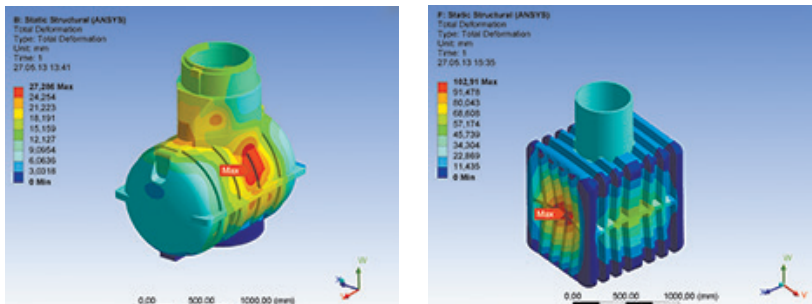 B: Static Structural (ANSYS)
Total Deformation
Type: Total Deformation
Unit: mm
Time: 1
27.05.13 13:41
27,286 Max
24,254
21,223
18,191
15,159
12,127
9,0954
6,0636
3,0318
0 Min
Max
0.00 500.00 1000.00 (mm)
W
X
Y
F: Static Structural (ANSYS)
Total Deformation
Type: Total Deformation
Unit: mm
Time: 1
27.05.13 15:35
102,91 Max
91,478
80,043
68,608
57,174
45,739
34,304
22,869
11,435
0 Min
Max
0.00 500.00 1000.00 (mm)
W
X
V